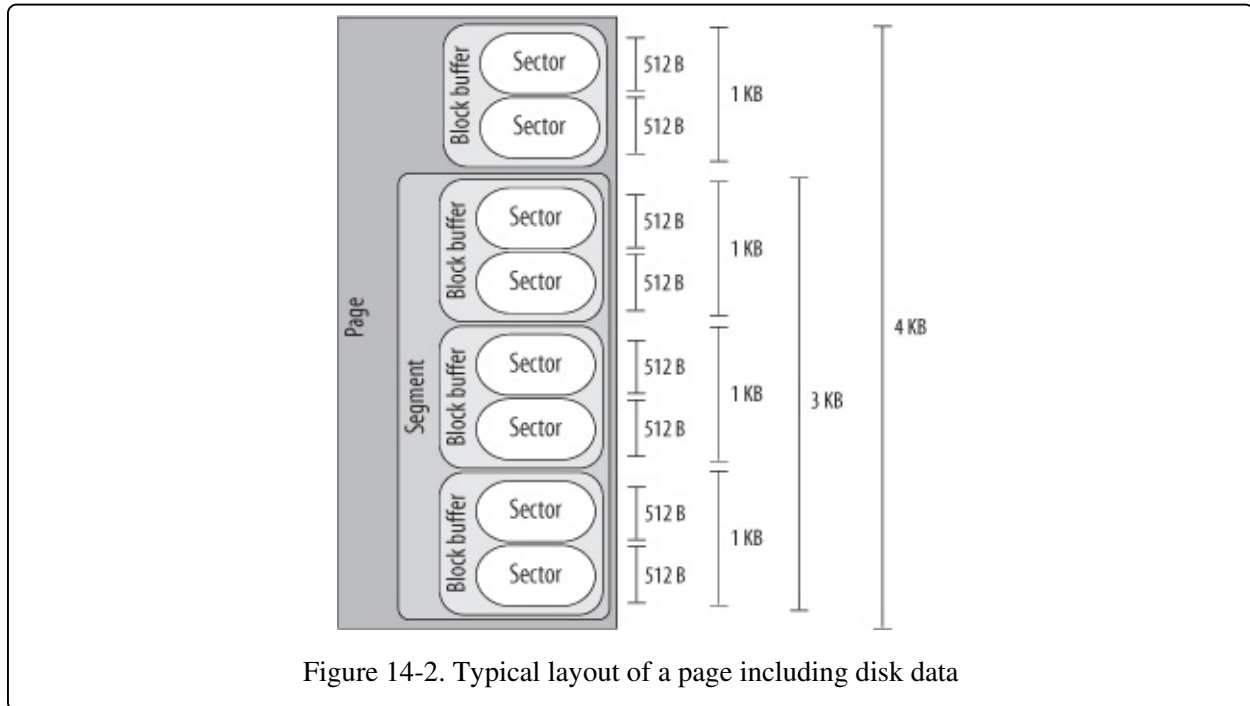 Page
Block buffer
Sector
Sector
512 B
512 B
1 KB
Segment
Block buffer
Sector
Sector
512 B
512 B
1 KB
Block buffer
Sector
Sector
512 B
512 B
1 KB
Block buffer
Sector
Sector
512 B
512 B
1 KB
3 KB
4 KB
Figure 14-2. Typical layout of a page including disk data